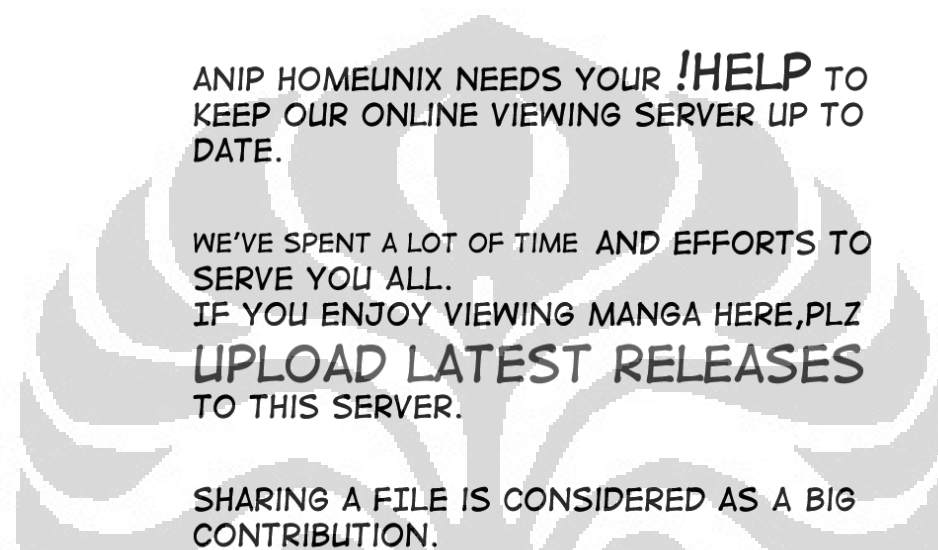 ANIP HOMEUNIX NEEDS YOUR !HELP TO
KEEP OUR ONLINE VIEWING SERVER UP TO
DATE.
WE'VE SPENT A LOT OF TIME AND EFFORTS TO
SERVE YOU ALL.
IF YOU ENJOY VIEWING MANGA HERE,PLZ
UPLOAD LATEST RELEASES
TO THIS SERVER.
SHARING A FILE IS CONSIDERED AS A BIG
CONTRIBUTION.